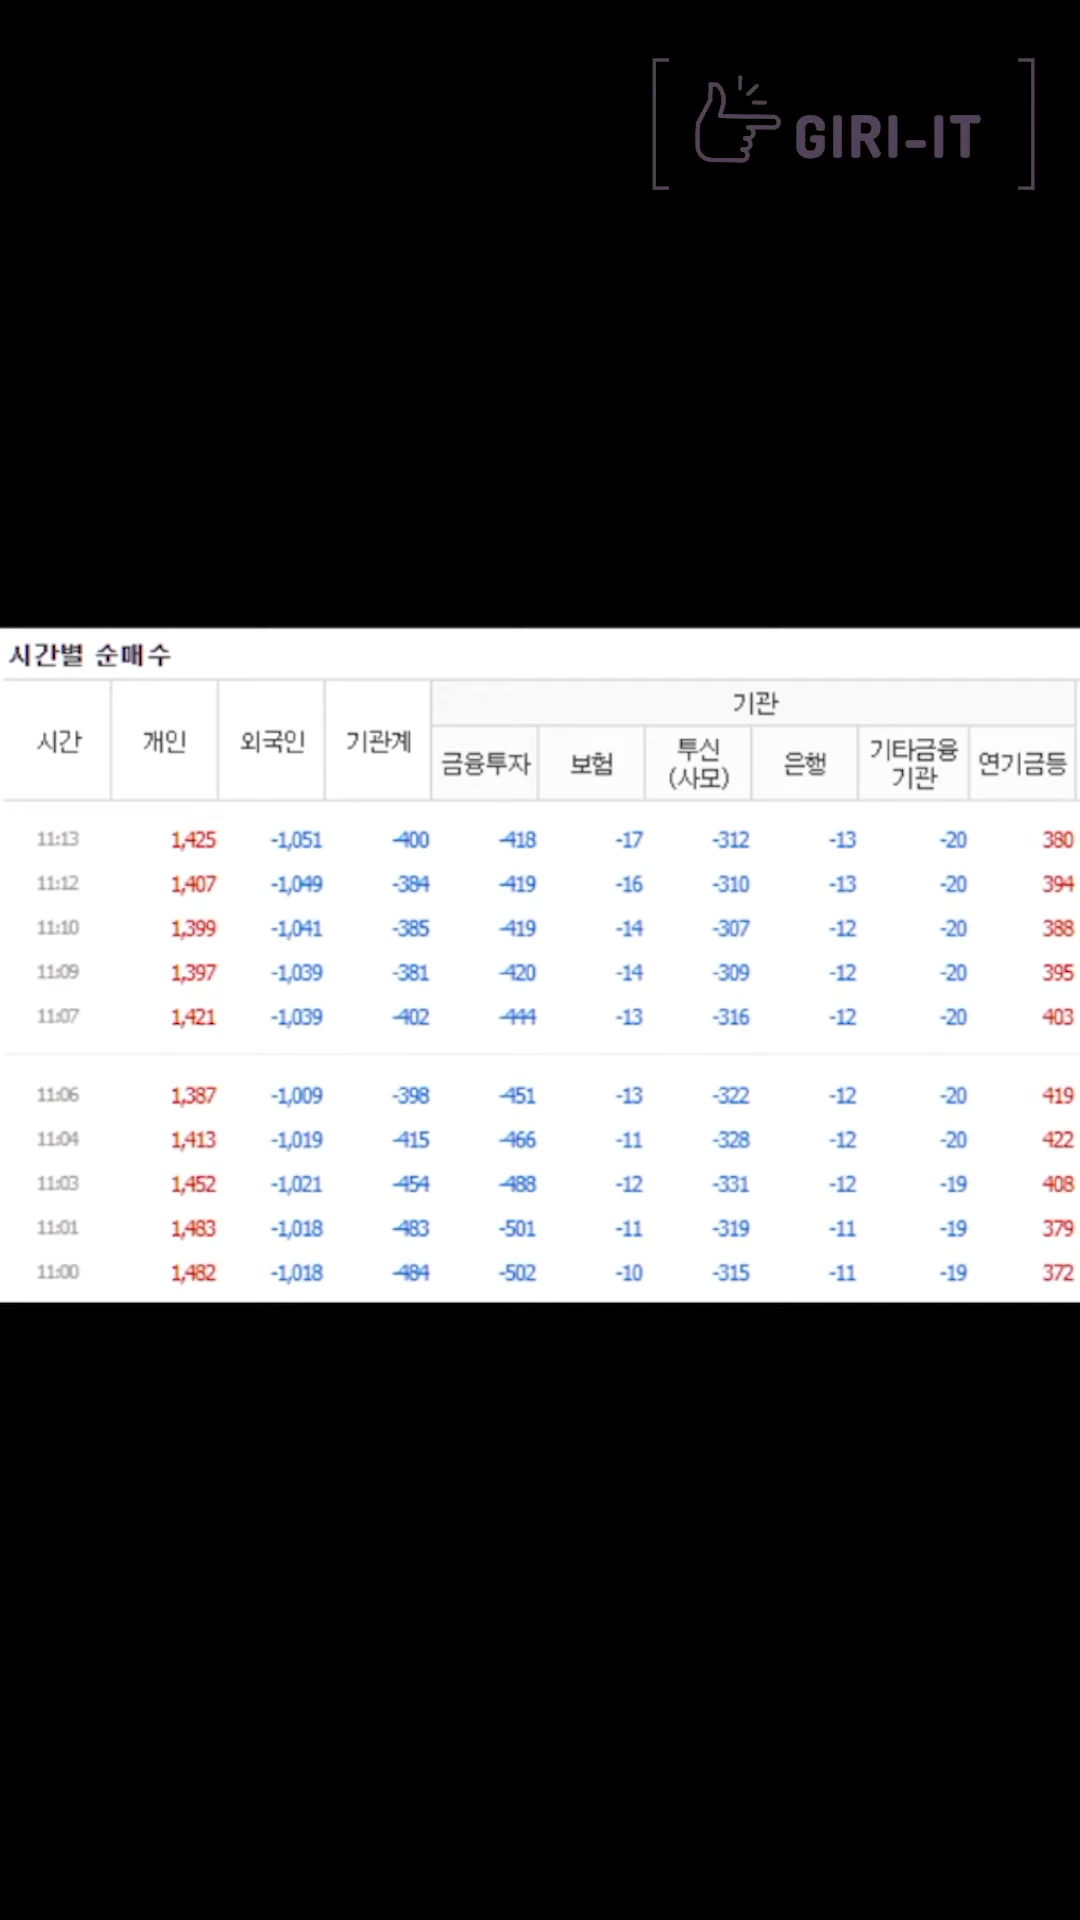 GIRI-IT
시간별 순매수
시간 개인 외국인 기관계 기관
금융투자 보험 투신(사모) 은행 기타금융기관 연기금등
11:13 1,425 -1,051 -400 -418 -17 -312 -13 -20 380
11:12 1,407 -1,049 -384 -419 -16 -310 -13 -20 394
11:10 1,399 -1,041 -385 -419 -14 -307 -12 -20 388
11:09 1,397 -1,039 -381 -420 -14 -309 -12 -20 395
11:07 1,421 -1,039 -402 -444 -13 -316 -12 -20 403
11:06 1,387 -1,009 -398 -451 -13 -322 -12 -20 419
11:04 1,413 -1,019 -415 -466 -11 -328 -12 -20 422
11:03 1,452 -1,021 -454 -488 -12 -331 -12 -19 408
11:01 1,483 -1,018 -483 -501 -11 -319 -11 -19 379
11:00 1,482 -1,018 -484 -502 -10 -315 -11 -19 372